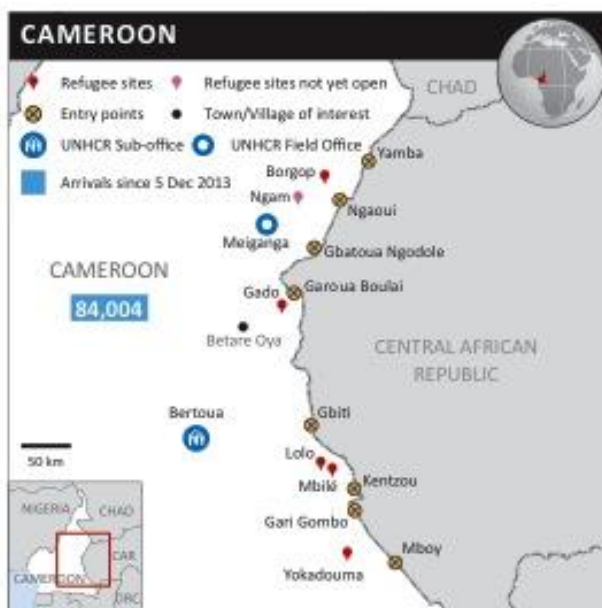 CAMEROON
Refugee sites
Refugee sites not yet open
CHAD
Entry points
Town/Village of interest
UNHCR Sub-office
UNHCR Field Office
Yamba
Arrivals since 5 Dec 2013
Borgop
Ngam
Ngaoui
Meiganga
Gbatoua Ngodole
CAMEROON
Gado
Garoua Boulai
84,004
Betare Oya
CENTRAL AFRICAN
REPUBLIC
Bertoua
Gbiti
50 km
Lolo
Mbilé
Kentzou
Gari Gombo
NIGERIA
CHAD
Mboy
CAR
Yokadouma
CAMEROON
DRC